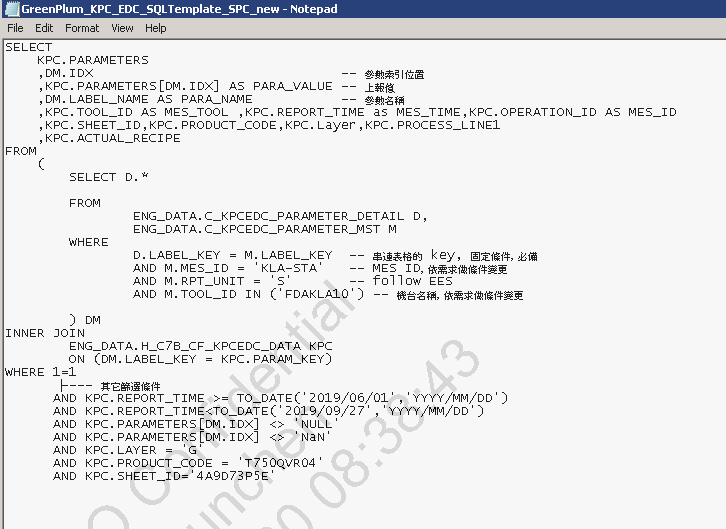 GreenPlum_KPC_EDC_SQLTemplate_SPC_new - Notepad
File Edit Format View Help
SELECT
KPC.PARAMETERS
,DM.IDX -- 參數索引位置
,KPC.PARAMETERS[DM.IDX] AS PARA_VALUE -- 上報值
,DM.LABEL_NAME AS PARA_NAME -- 參數名稱
,KPC.TOOL_ID AS MES_TOOL ,KPC.REPORT_TIME as MES_TIME,KPC.OPERATION_ID AS MES_ID
,KPC.SHEET_ID,KPC.PRODUCT_CODE,KPC.Layer,KPC.PROCESS_LINE1
,KPC.ACTUAL_RECIPE
FROM
(
SELECT D.*
FROM
ENG_DATA.C_KPCEDC_PARAMETER_DETAIL D,
ENG_DATA.C_KPCEDC_PARAMETER_MST M
WHERE
D.LABEL_KEY = M.LABEL_KEY -- 串連表格的 key, 固定條件, 必備
AND M.MES_ID = 'KLA-STA' -- MES ID, 依需求做條件變更
AND M.RPT_UNIT = 'S' -- follow EES
AND M.TOOL_ID IN ('FDAKLA10') -- 機台名稱, 依需求做條件變更
) DM
INNER JOIN
ENG_DATA.H_C7B_CF_KPCEDC_DATA KPC
ON (DM.LABEL_KEY = KPC.PARAM_KEY)
WHERE 1=1
├--- 其它篩選條件
AND KPC.REPORT_TIME >= TO_DATE('2019/06/01','YYYY/MM/DD')
AND KPC.REPORT_TIME<TO_DATE('2019/09/27','YYYY/MM/DD')
AND KPC.PARAMETERS[DM.IDX] <> 'NULL'
AND KPC.PARAMETERS[DM.IDX] <> 'NaN'
AND KPC.LAYER = 'G'
AND KPC.PRODUCT_CODE = 'T750QVR04'
AND KPC.SHEET_ID='4A9D73P5E'
O Confidential
08:38:43